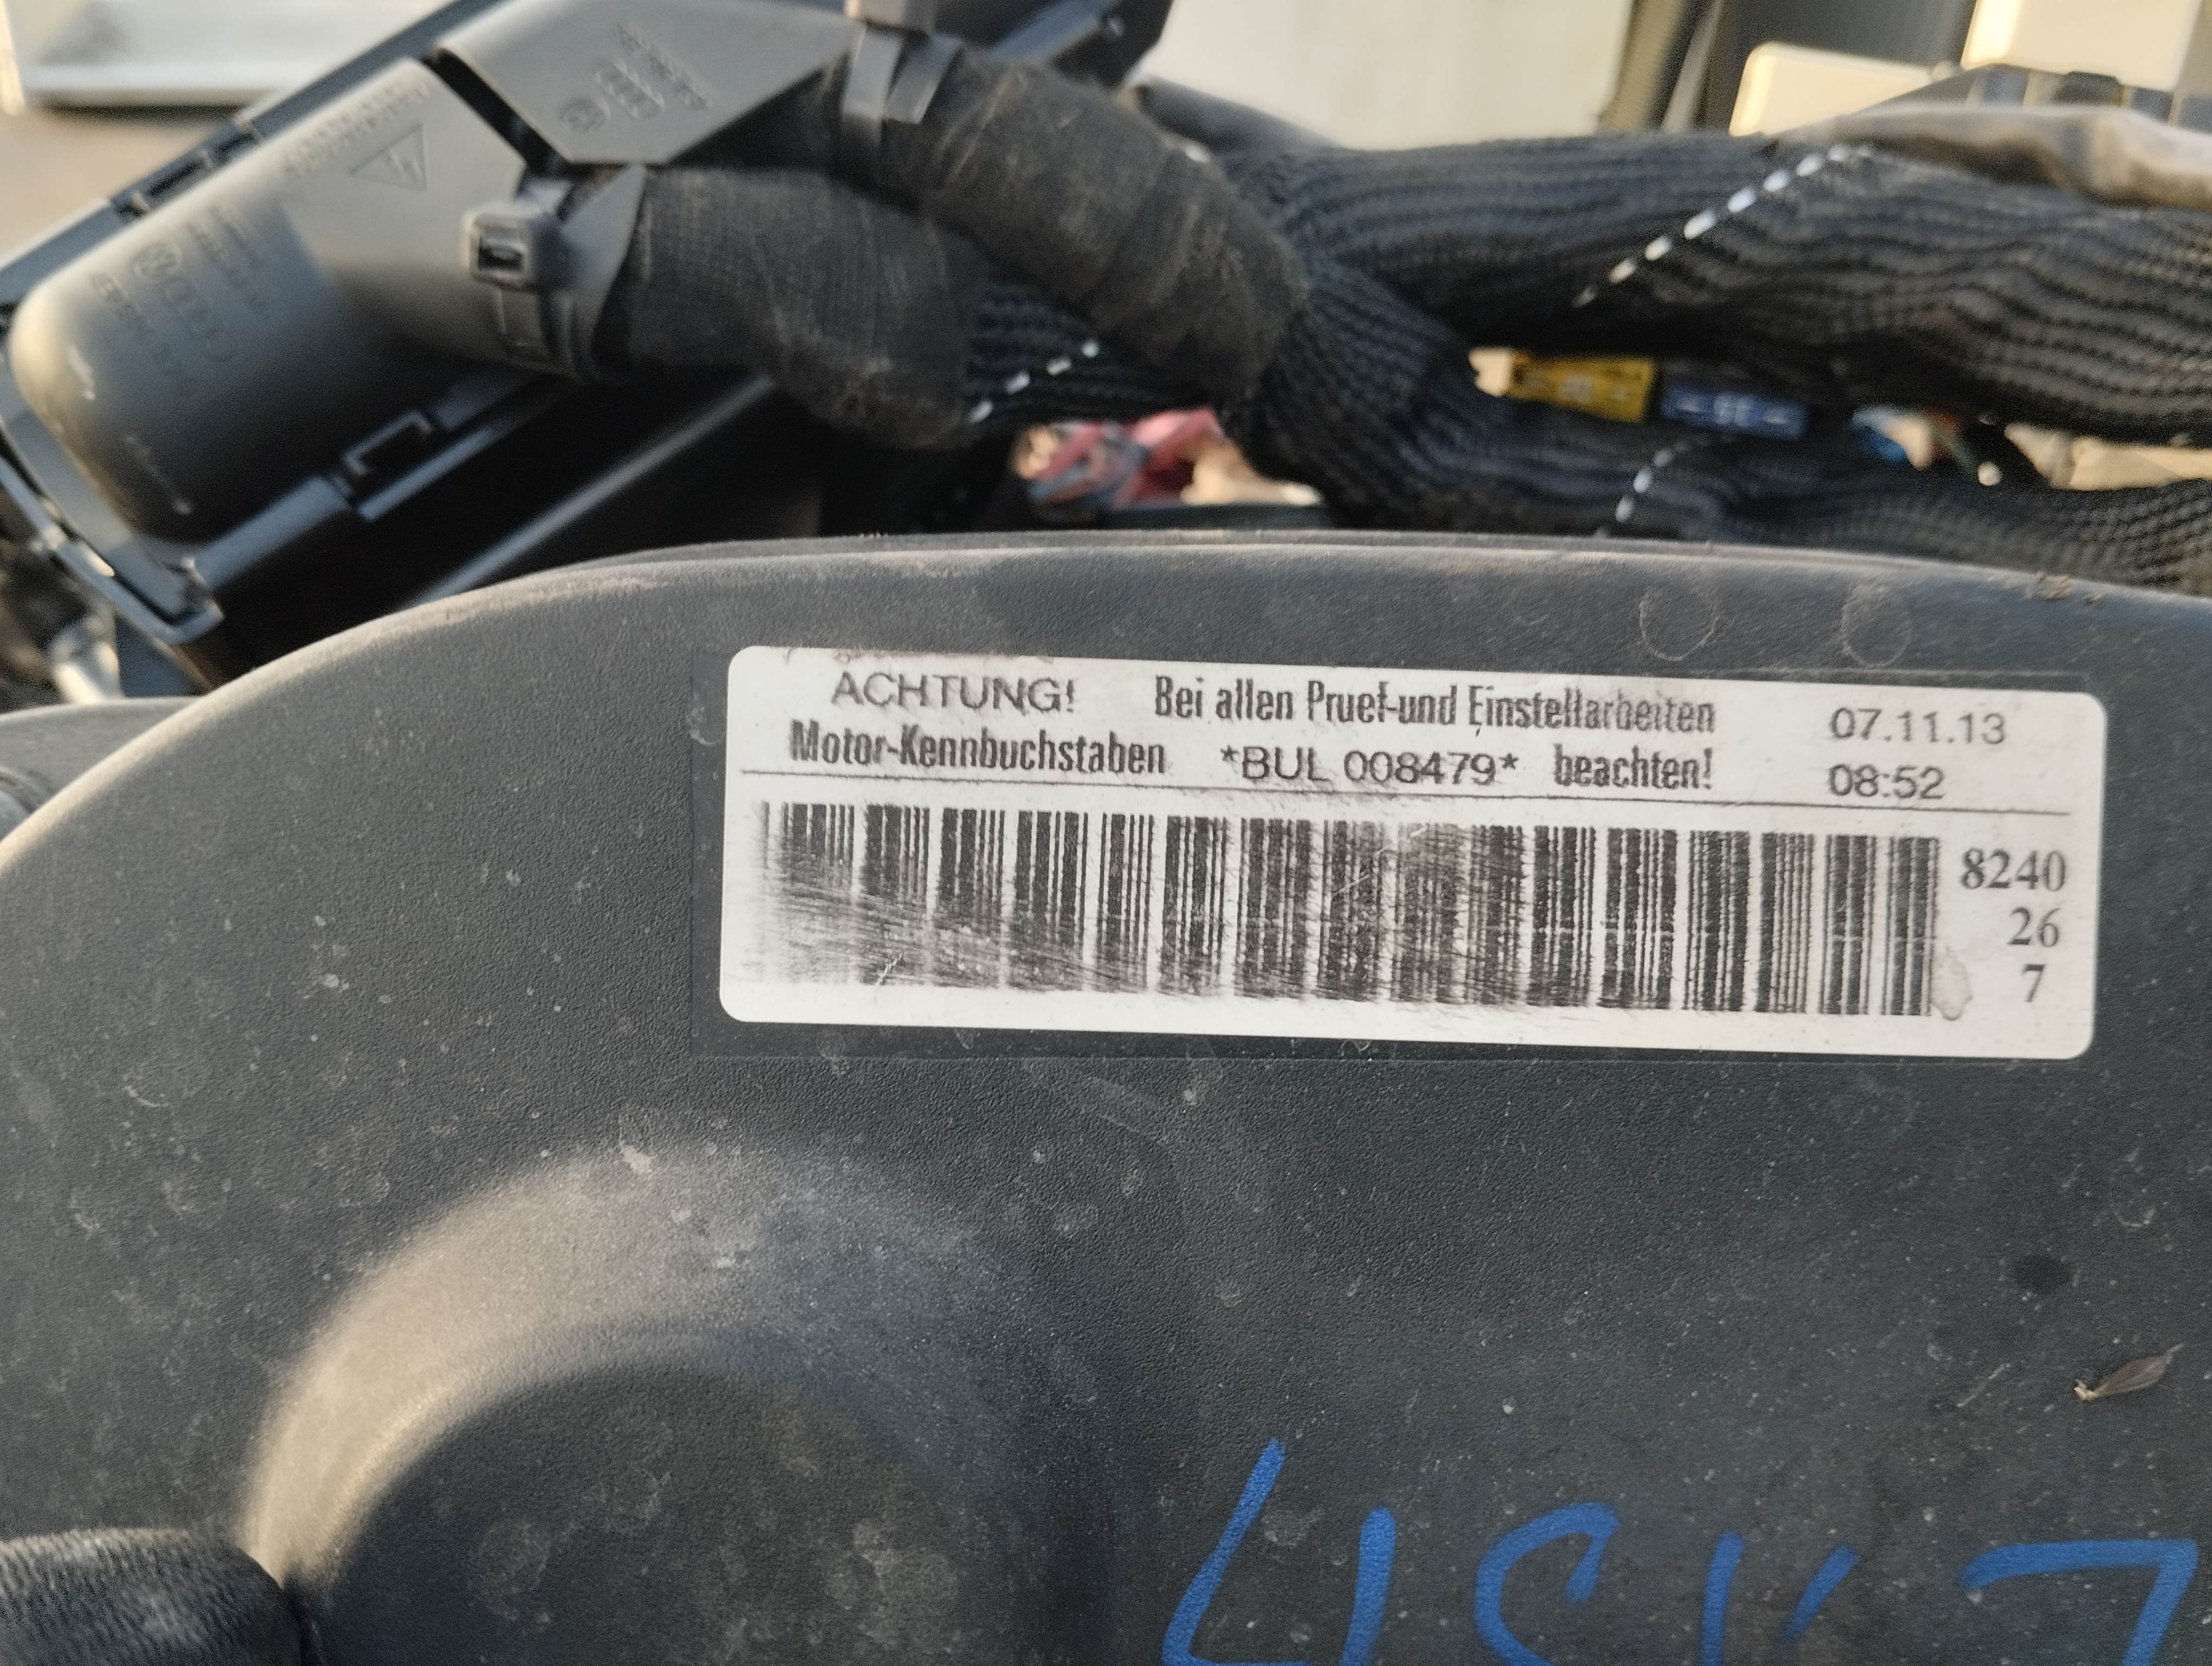 ACHTUNG! Bei allen Pruef-und Einstellarbeiten 07.11.13
Motor-Kennbuchstaben *BUL 008479* beachten! 08:52
8240
26
7